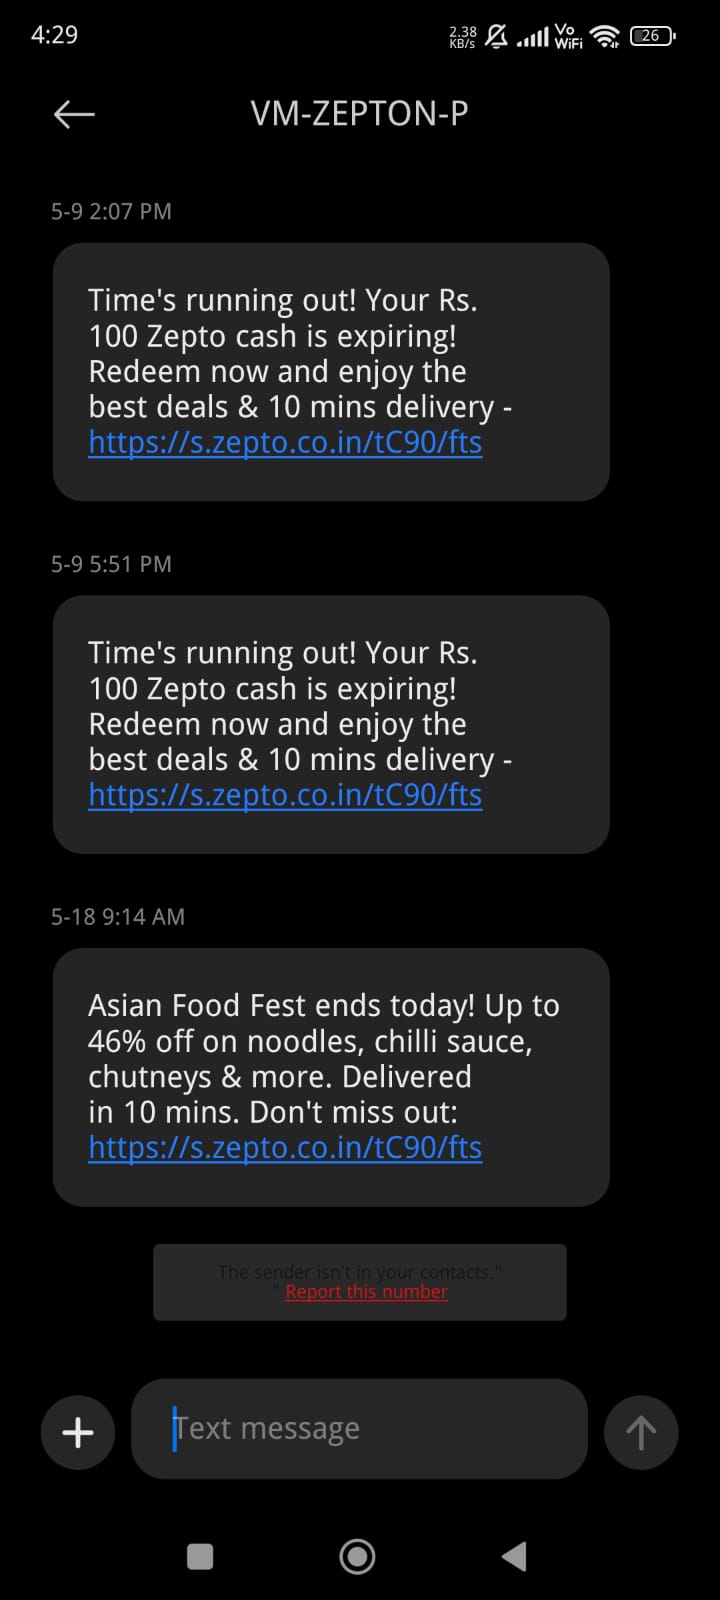 4:29
2.38
KB/s
Vo
WiFi
26
VM-ZEPTON-P
5-9 2:07 PM
Time's running out! Your Rs.
100 Zepto cash is expiring!
Redeem now and enjoy the
best deals & 10 mins delivery -
https://s.zepto.co.in/tC90/fts
5-9 5:51 PM
Time's running out! Your Rs.
100 Zepto cash is expiring!
Redeem now and enjoy the
best deals & 10 mins delivery -
https://s.zepto.co.in/tC90/fts
5-18 9:14 AM
Asian Food Fest ends today! Up to
46% off on noodles, chilli sauce,
chutneys & more. Delivered
in 10 mins. Don't miss out:
https://s.zepto.co.in/tC90/fts
The sender isn't in your contacts."
" Report this number
Text message